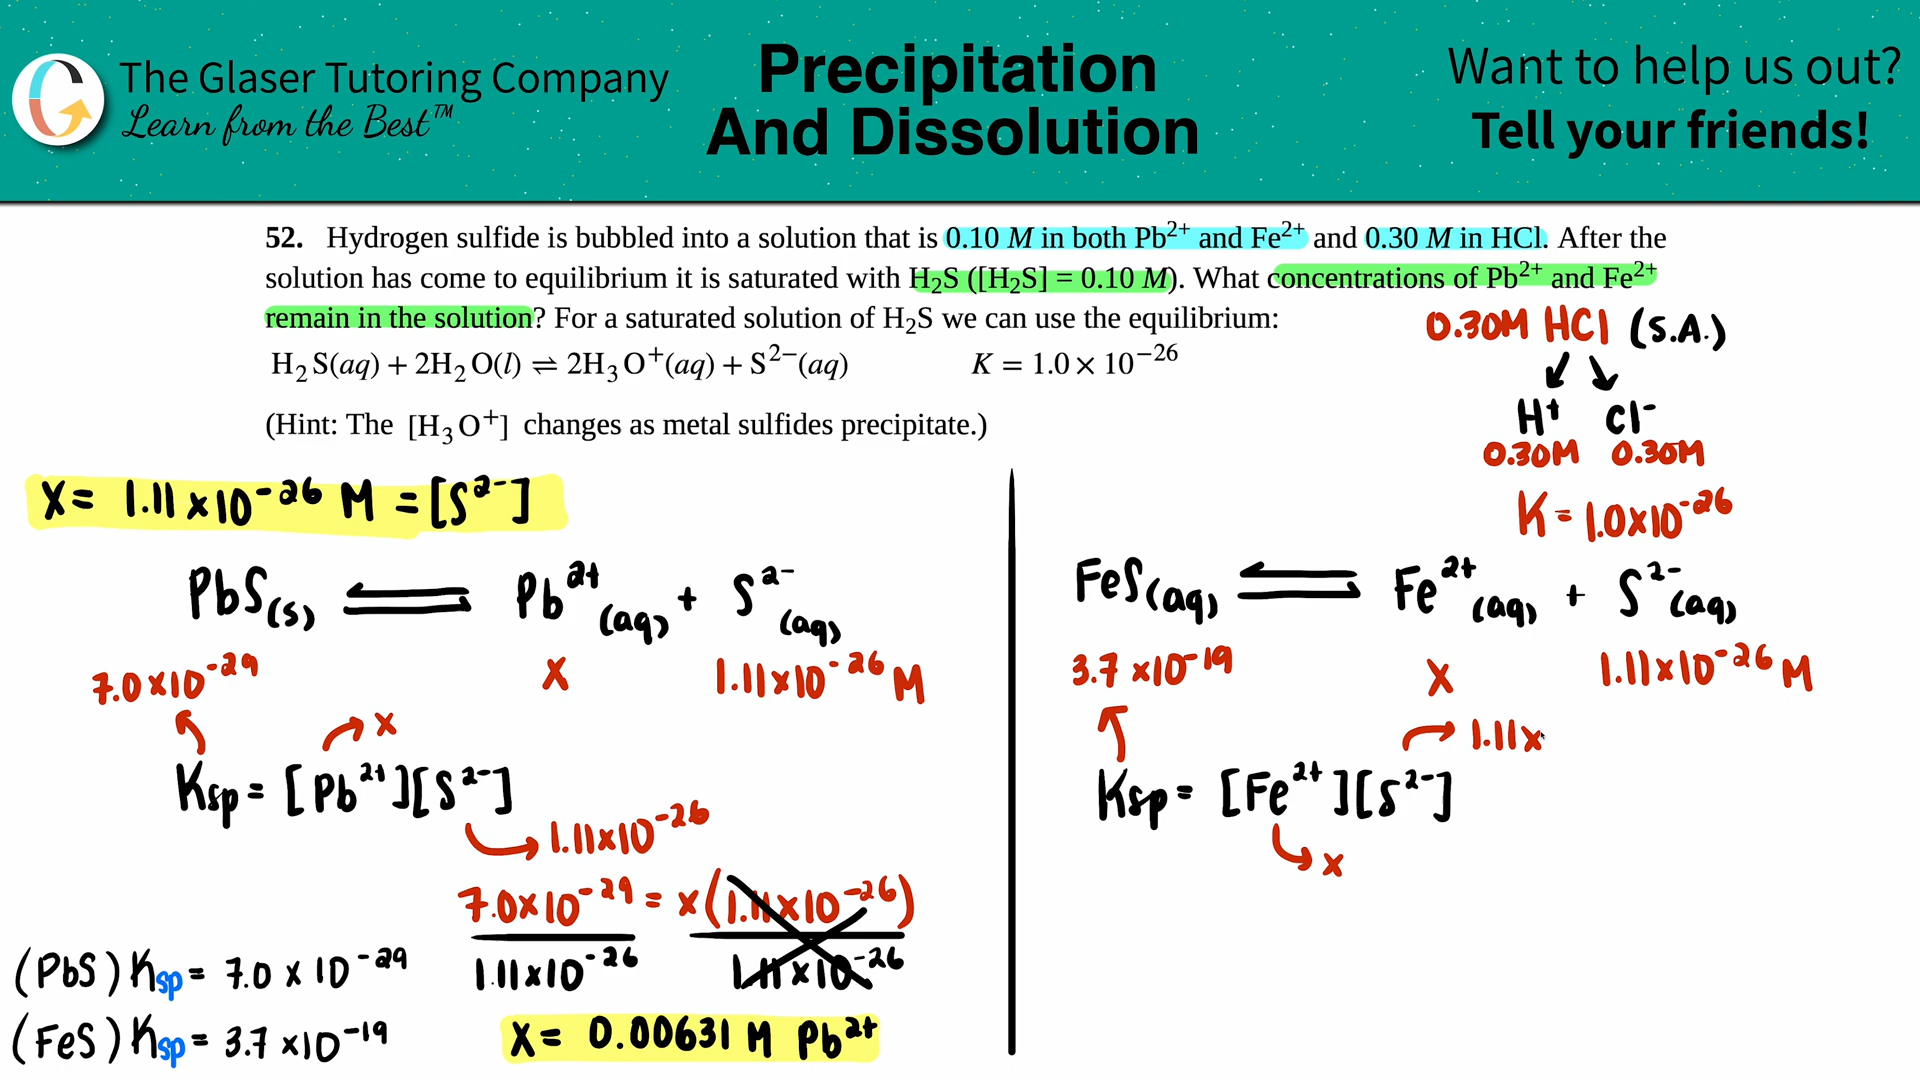 The Glaser Tutoring Company
Learn from the Best™
Precipitation
And Dissolution
Want to help us out?
Tell your friends!
52. Hydrogen sulfide is bubbled into a solution that is 0.10 M in both Pb²⁺ and Fe²⁺ and 0.30 M in HCl. After the
solution has come to equilibrium it is saturated with H₂S ([H₂S] = 0.10 M). What concentrations of Pb²⁺ and Fe²⁺
remain in the solution? For a saturated solution of H₂S we can use the equilibrium:
H₂S(aq) + 2H₂O(l) ⇌ 2H₃O⁺(aq) + S²⁻(aq) K = 1.0 × 10⁻²⁶
(Hint: The [H₃O⁺] changes as metal sulfides precipitate.)
0.30M HCl (S.A.)
↙ ↘
H⁺ Cl⁻
0.30M 0.30M
K = 1.0x10⁻²⁶
X = 1.11x10⁻²⁶ M = [S²⁻]
PbS(s) ⇌ Pb²⁺(aq) + S²⁻(aq)
7.0x10⁻²⁹ x 1.11x10⁻²⁶ M
→ x
Ksp = [Pb²⁺][S²⁻]
→ 1.11x10⁻²⁶
7.0x10⁻²⁹ = x(1.11x10⁻²⁶)
1.11x10⁻²⁶ 1.11x10⁻²⁶
X = 0.00631 M Pb²⁺
(PbS) Ksp = 7.0 x 10⁻²⁹
(FeS) Ksp = 3.7 x10⁻¹⁹
FeS(aq) ⇌ Fe²⁺(aq) + S²⁻(aq)
3.7 x10⁻¹⁹ x 1.11x10⁻²⁶ M
→ 1.11x
Ksp = [Fe²⁺][S²⁻]
→ x